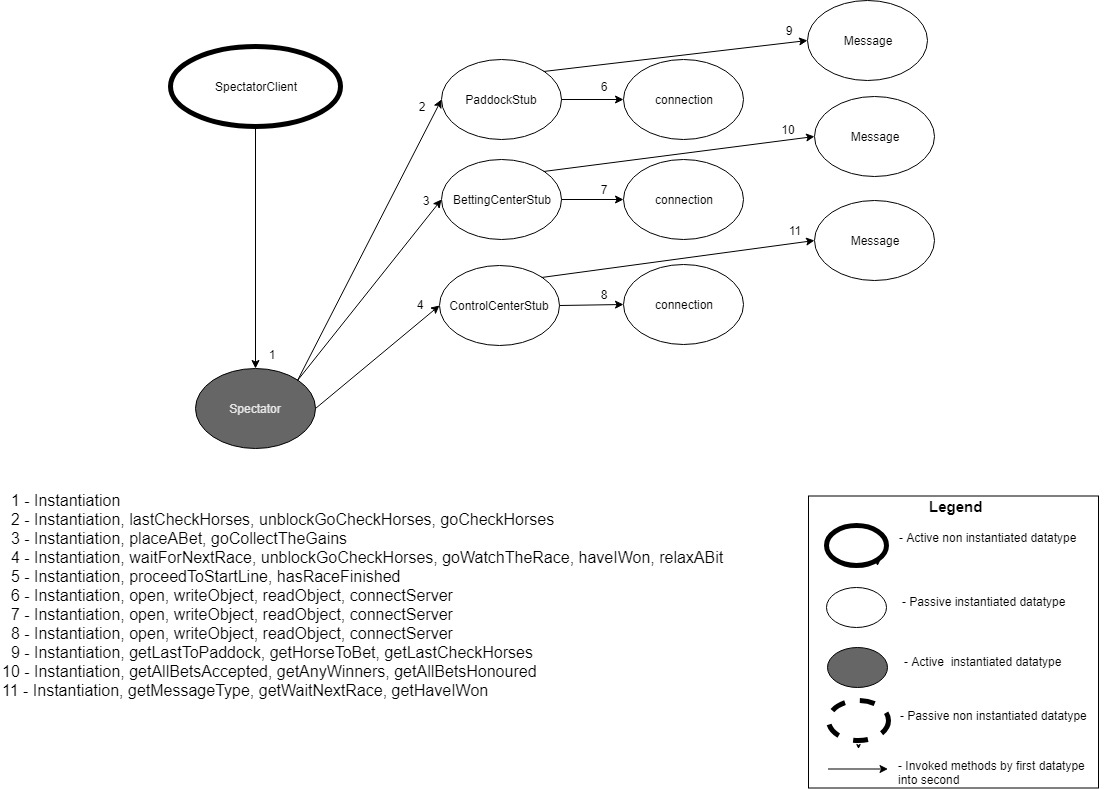 SpectatorClient
9
Message
2
PaddockStub
6
connection
10
Message
3
BettingCenterStub
7
connection
11
Message
4
ControlCenterStub
8
connection
1
Spectator
1 - Instantiation
2 - Instantiation, lastCheckHorses, unblockGoCheckHorses, goCheckHorses
3 - Instantiation, placeABet, goCollectTheGains
4 - Instantiation, waitForNextRace, unblockGoCheckHorses, goWatchTheRace, haveIWon, relaxABit
5 - Instantiation, proceedToStartLine, hasRaceFinished
6 - Instantiation, open, writeObject, readObject, connectServer
7 - Instantiation, open, writeObject, readObject, connectServer
8 - Instantiation, open, writeObject, readObject, connectServer
9 - Instantiation, getLastToPaddock, getHorseToBet, getLastCheckHorses
10 - Instantiation, getAllBetsAccepted, getAnyWinners, getAllBetsHonoured
11 - Instantiation, getMessageType, getWaitNextRace, getHaveIWon
Legend
- Active non instantiated datatype
- Passive instantiated datatype
- Active instantiated datatype
- Passive non instantiated datatype
- Invoked methods by first datatype
into second